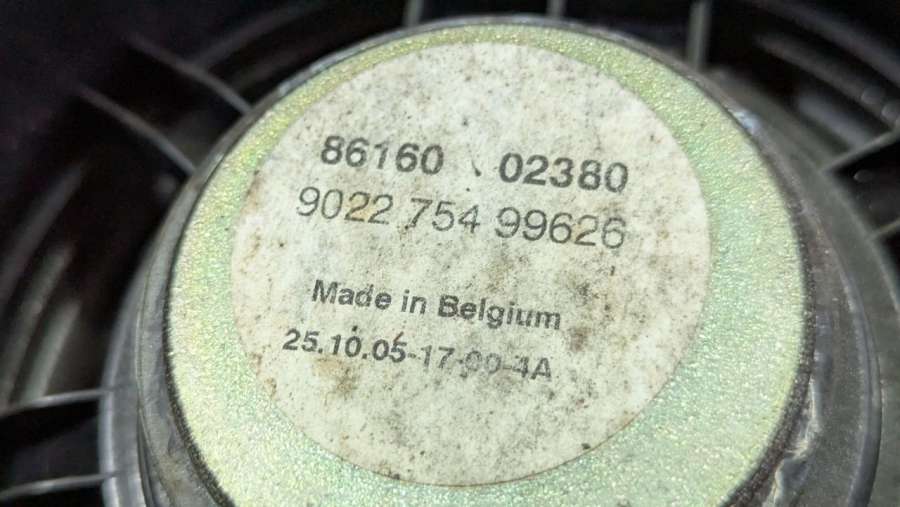 86160 02380
9022 754 99626
Made in Belgium
25.10.05-17.00-4A